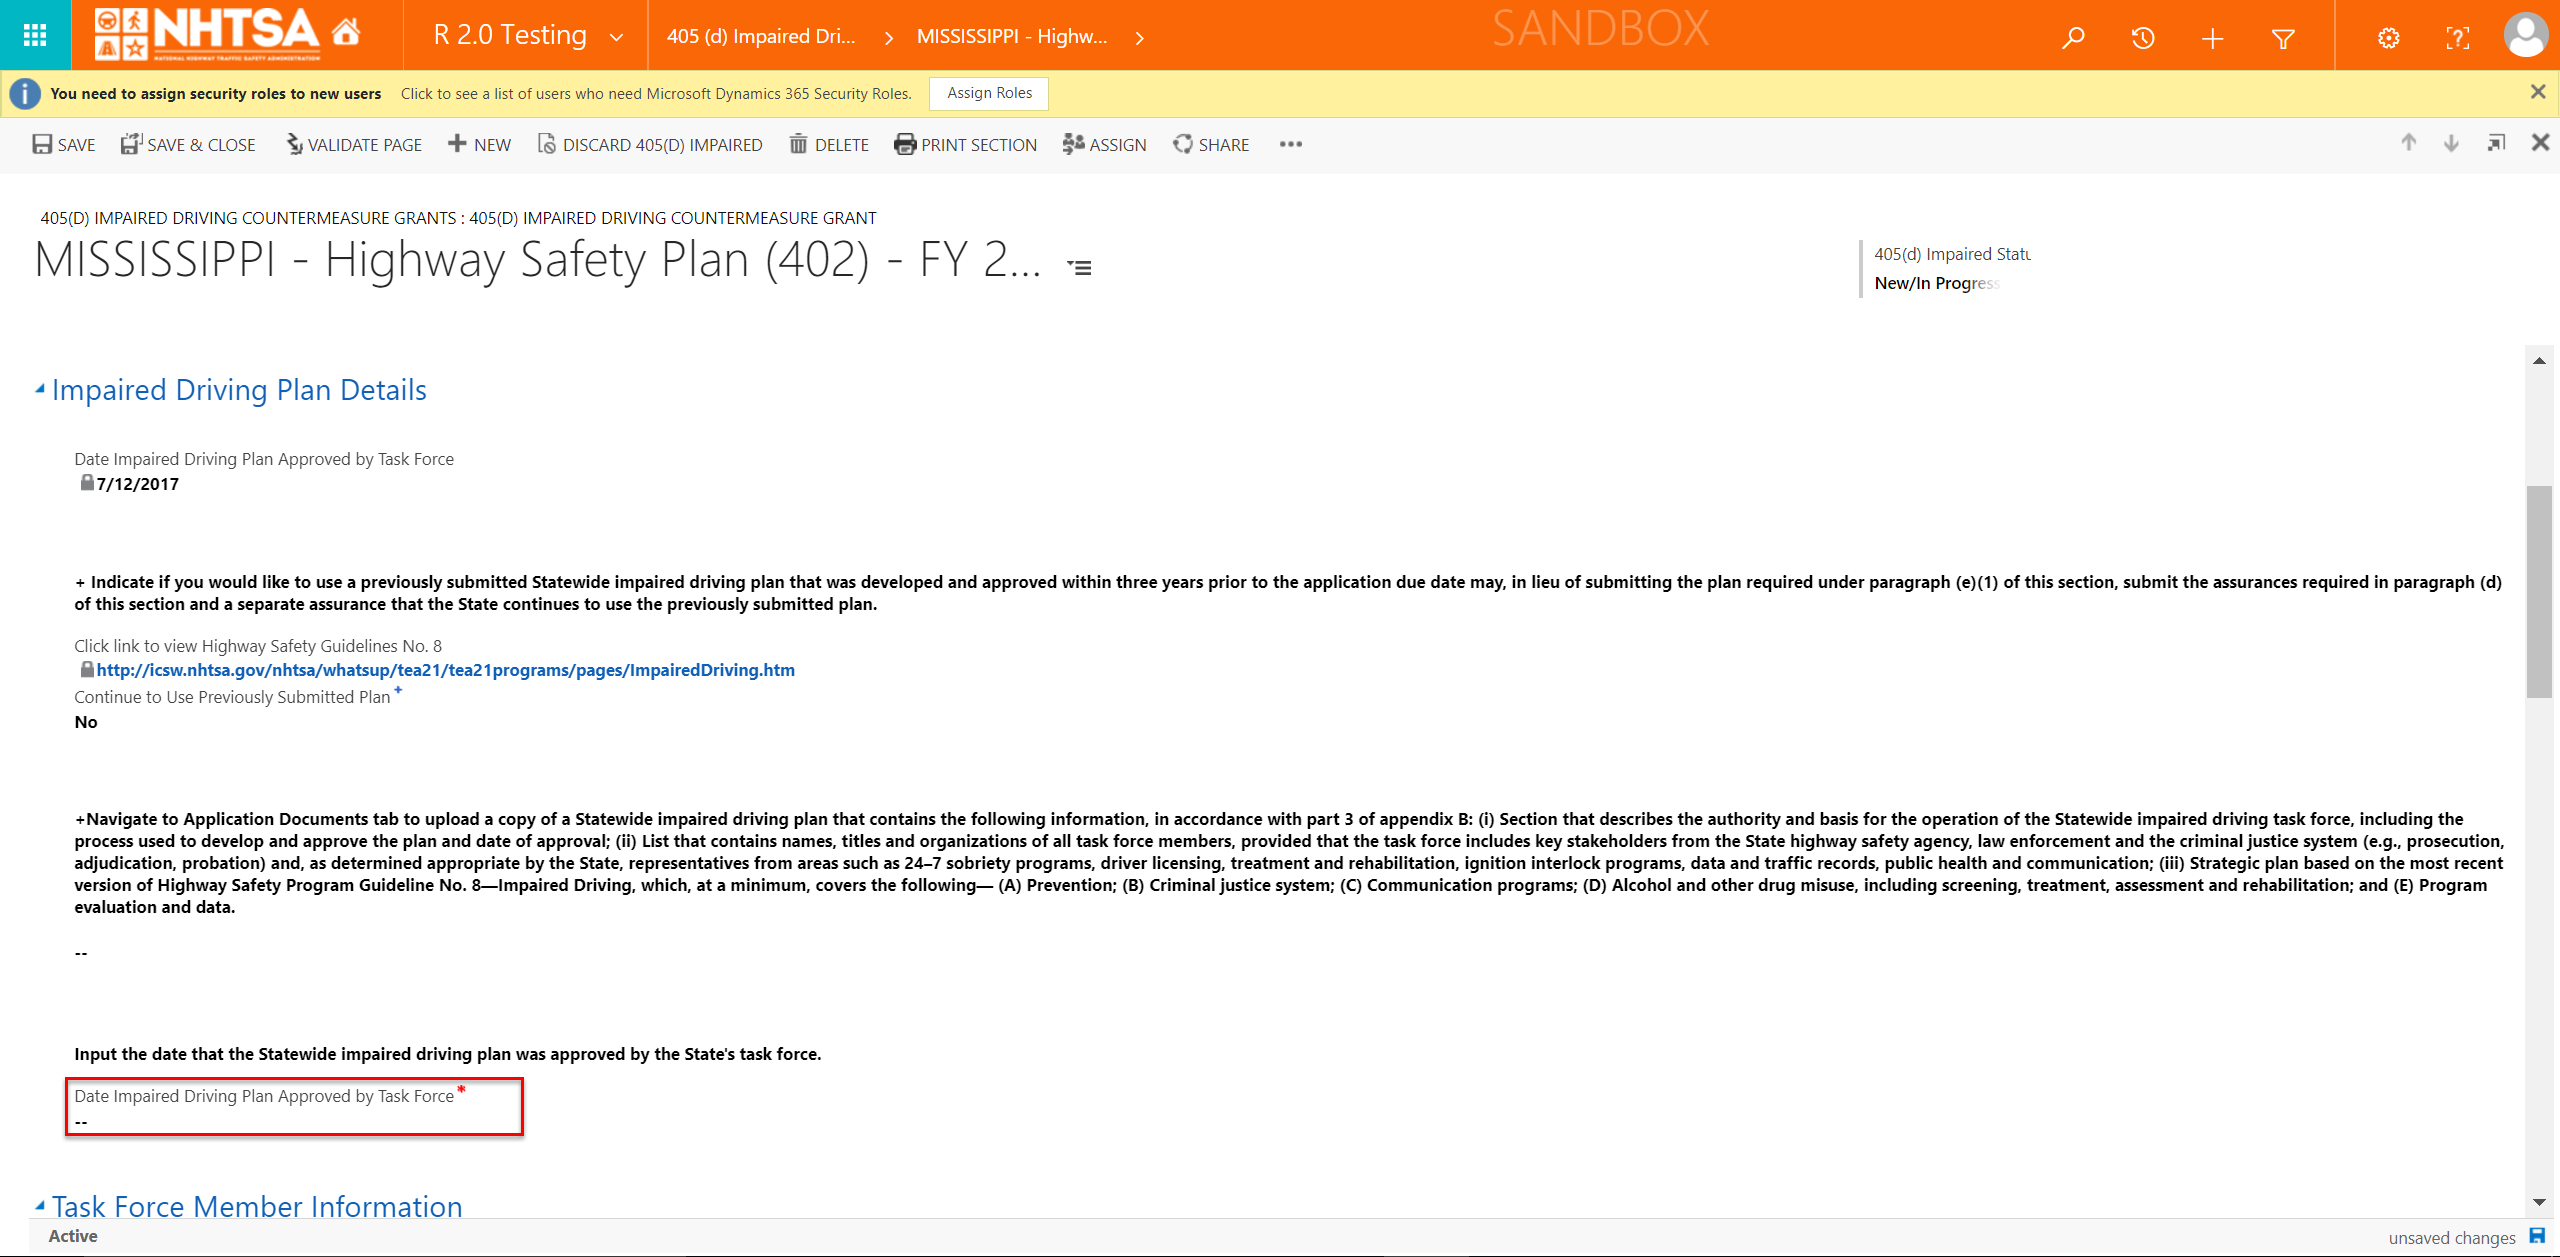 NHTSA
NATIONAL HIGHWAY TRAFFIC SAFETY ADMINISTRATION
R 2.0 Testing
405 (d) Impaired Dri...
MISSISSIPPI - Highw...
SANDBOX
You need to assign security roles to new users Click to see a list of users who need Microsoft Dynamics 365 Security Roles. Assign Roles
SAVE SAVE & CLOSE VALIDATE PAGE NEW DISCARD 405(D) IMPAIRED DELETE PRINT SECTION ASSIGN SHARE •••
405(D) IMPAIRED DRIVING COUNTERMEASURE GRANTS : 405(D) IMPAIRED DRIVING COUNTERMEASURE GRANT
MISSISSIPPI - Highway Safety Plan (402) - FY 2...
405(d) Impaired Statu
New/In Progress
Impaired Driving Plan Details
Date Impaired Driving Plan Approved by Task Force
7/12/2017
+ Indicate if you would like to use a previously submitted Statewide impaired driving plan that was developed and approved within three years prior to the application due date may, in lieu of submitting the plan required under paragraph (e)(1) of this section, submit the assurances required in paragraph (d)
of this section and a separate assurance that the State continues to use the previously submitted plan.
Click link to view Highway Safety Guidelines No. 8
http://icsw.nhtsa.gov/nhtsa/whatsup/tea21/tea21programs/pages/ImpairedDriving.htm
Continue to Use Previously Submitted Plan +
No
+Navigate to Application Documents tab to upload a copy of a Statewide impaired driving plan that contains the following information, in accordance with part 3 of appendix B: (i) Section that describes the authority and basis for the operation of the Statewide impaired driving task force, including the
process used to develop and approve the plan and date of approval; (ii) List that contains names, titles and organizations of all task force members, provided that the task force includes key stakeholders from the State highway safety agency, law enforcement and the criminal justice system (e.g., prosecution,
adjudication, probation) and, as determined appropriate by the State, representatives from areas such as 24–7 sobriety programs, driver licensing, treatment and rehabilitation, ignition interlock programs, data and traffic records, public health and communication; (iii) Strategic plan based on the most recent
version of Highway Safety Program Guideline No. 8—Impaired Driving, which, at a minimum, covers the following— (A) Prevention; (B) Criminal justice system; (C) Communication programs; (D) Alcohol and other drug misuse, including screening, treatment, assessment and rehabilitation; and (E) Program
evaluation and data.
--
Input the date that the Statewide impaired driving plan was approved by the State's task force.
Date Impaired Driving Plan Approved by Task Force *
--
Task Force Member Information
Active
unsaved changes